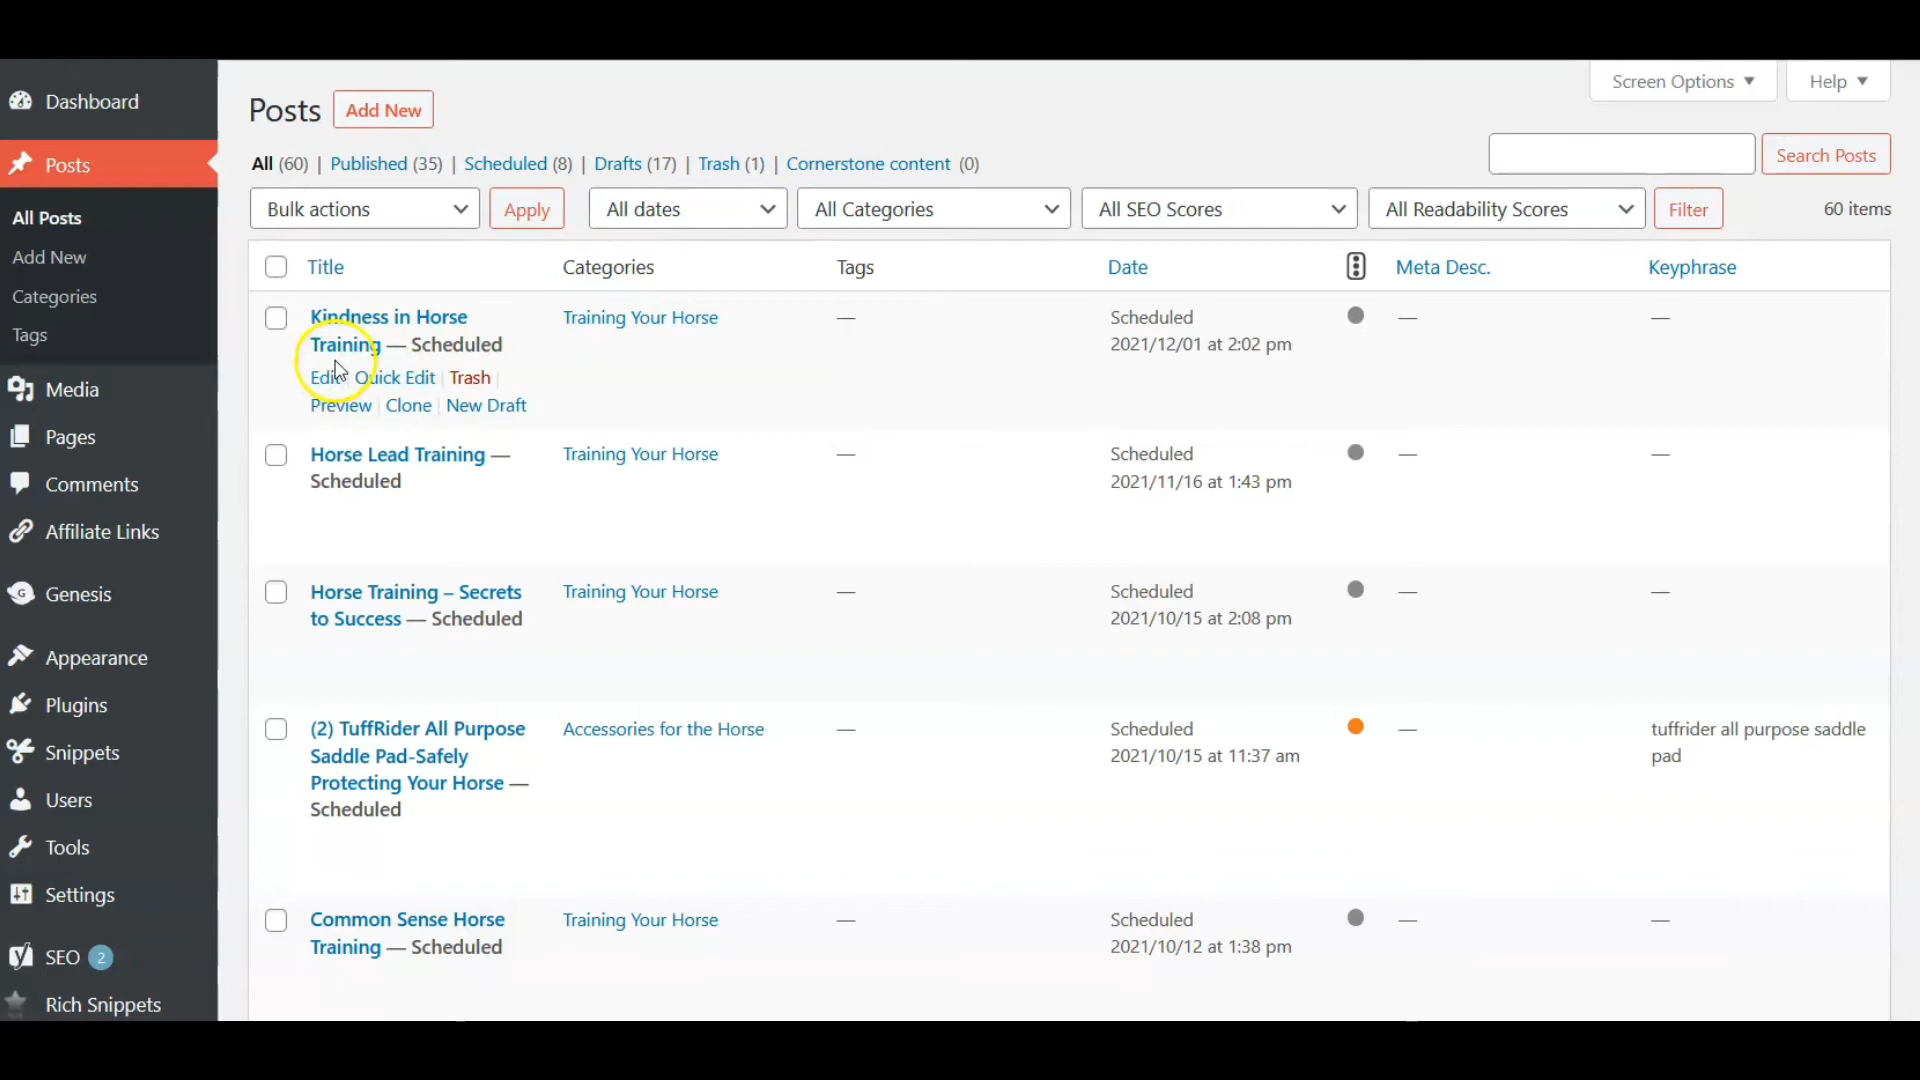 Dashboard
Posts
All Posts
Add New
Categories
Tags
Media
Pages
Comments
Affiliate Links
Genesis
Appearance
Plugins
Snippets
Users
Tools
Settings
SEO 2
Rich Snippets
Screen Options ▼ Help ▼
Posts Add New
All (60) | Published (35) | Scheduled (8) | Drafts (17) | Trash (1) | Cornerstone content (0)
Search Posts
Bulk actions Apply All dates All Categories All SEO Scores All Readability Scores Filter 60 items
Title Categories Tags Date Meta Desc. Keyphrase
Kindness in Horse Training Your Horse — Scheduled — —
Training — Scheduled 2021/12/01 at 2:02 pm
Edit | Quick Edit | Trash |
Preview | Clone | New Draft
Horse Lead Training — Training Your Horse — Scheduled — —
Scheduled 2021/11/16 at 1:43 pm
Horse Training – Secrets Training Your Horse — Scheduled — —
to Success — Scheduled 2021/10/15 at 2:08 pm
(2) TuffRider All Purpose Accessories for the Horse — Scheduled — tuffrider all purpose saddle
Saddle Pad-Safely 2021/10/15 at 11:37 am pad
Protecting Your Horse —
Scheduled
Common Sense Horse Training Your Horse — Scheduled — —
Training — Scheduled 2021/10/12 at 1:38 pm